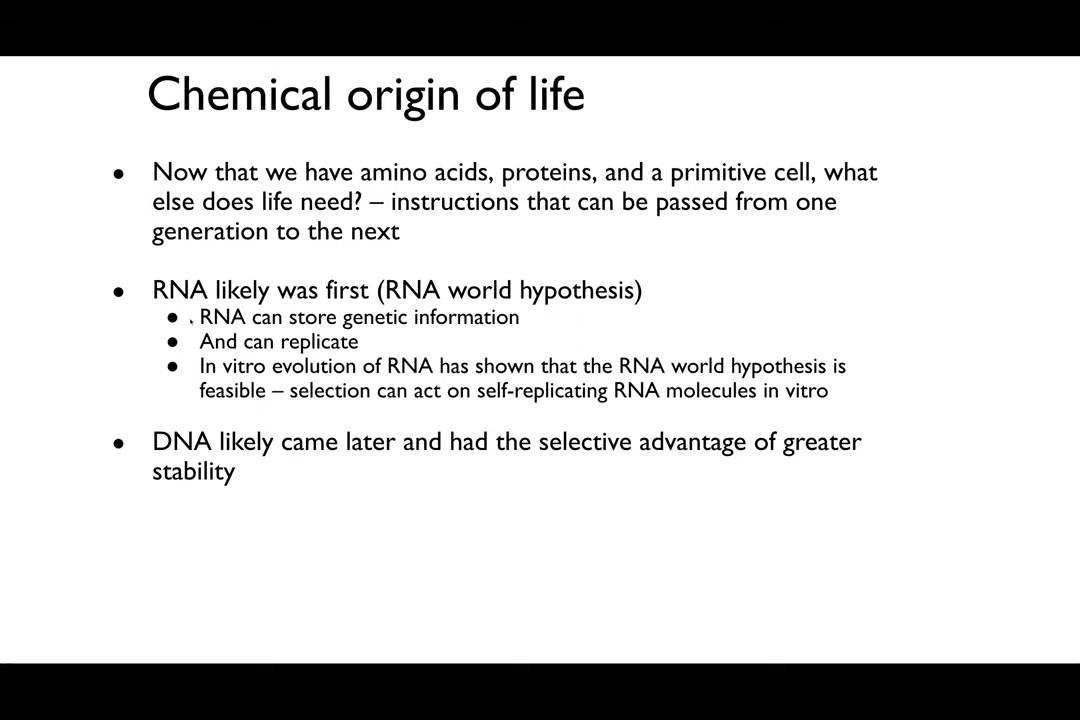 Chemical origin of life
● Now that we have amino acids, proteins, and a primitive cell, what
else does life need? – instructions that can be passed from one
generation to the next
● RNA likely was first (RNA world hypothesis)
● RNA can store genetic information
● And can replicate
● In vitro evolution of RNA has shown that the RNA world hypothesis is
feasible – selection can act on self-replicating RNA molecules in vitro
● DNA likely came later and had the selective advantage of greater
stability